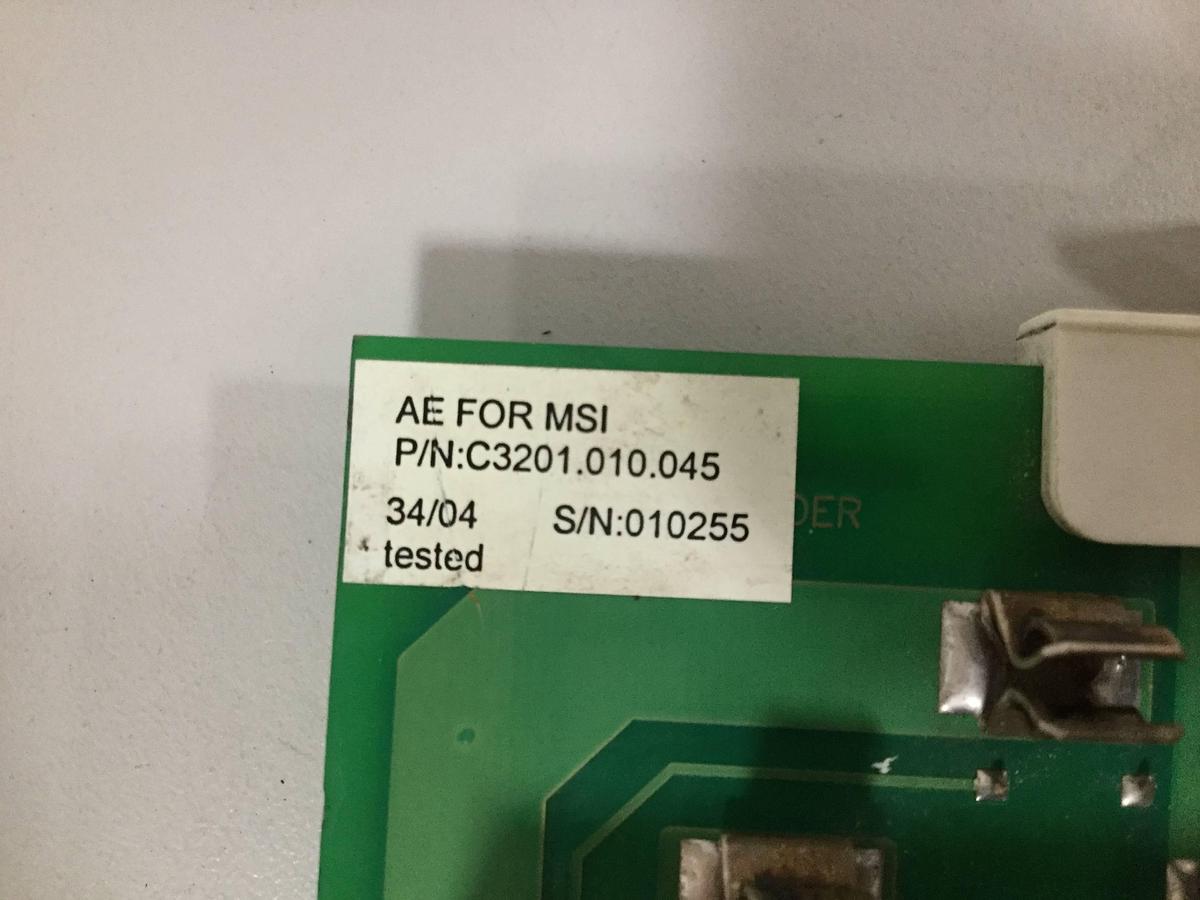 AE FOR MSI
P/N:C3201.010.045
34/04 S/N:010255
tested